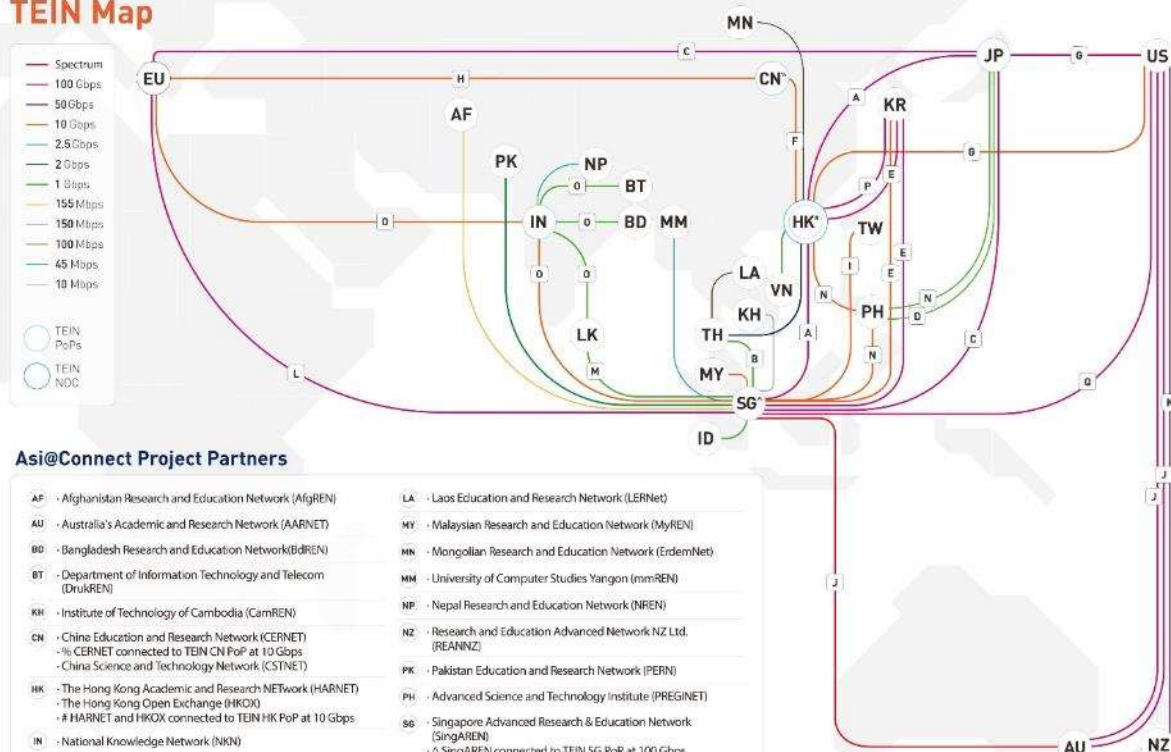 TEIN Map
Spectrum
100 Gbps
50 Gbps
10 Gbps
2.5 Gbps
2 Gbps
1 Gbps
155 Mbps
150 Mbps
100 Mbps
45 Mbps
10 Mbps
TEIN
PoPs
TEIN
NOC
MN
C
EU
H
CN%
JP
G
US
AF
A
KR
F
G
PK
NP
O
BT
P
E
O
IN
O
BD
MM
HK#
TW
E
O
O
LA
VN
I
E
N
PH
N
D
KH
LK
TH
A
N
C
B
M
MY
L
SG^
Q
K
ID
J
J
J
AU
NZ
Asi@Connect Project Partners
AF · Afghanistan Research and Education Network (AfgREN)
AU · Australia's Academic and Research Network (AARNET)
BD · Bangladesh Research and Education Network(BdREN)
BT · Department of Information Technology and Telecom
(DrukREN)
KH · Institute of Technology of Cambodia (CamREN)
CN · China Education and Research Network (CERNET)
· % CERNET connected to TEIN CN PoP at 10 Gbps
· China Science and Technology Network (CSTNET)
HK · The Hong Kong Academic and Research NETwork (HARNET)
· The Hong Kong Open Exchange (HKOX)
· # HARNET and HKOX connected to TEIN HK PoP at 10 Gbps
IN · National Knowledge Network (NKN)
LA · Laos Education and Research Network (LERNet)
MY · Malaysian Research and Education Network (MyREN)
MN · Mongolian Research and Education Network (ErdemNet)
MM · University of Computer Studies Yangon (mmREN)
NP · Nepal Research and Education Network (NREN)
NZ · Research and Education Advanced Network NZ Ltd.
(REANNZ)
PK · Pakistan Education and Research Network (PERN)
PH · Advanced Science and Technology Institute (PREGINET)
SG · Singapore Advanced Research & Education Network
(SingAREN)
· ^ SingAREN connected to TEIN SG PoP at 100 Gbps